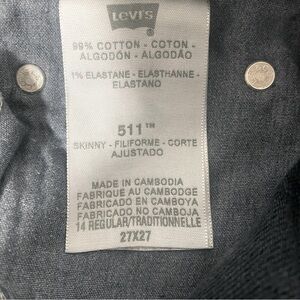 Levi's
®
99% COTTON - COTON -
ALGODÓN - ALGODÃO
1% ELASTANE - ELASTHANNE -
ELASTANO
511™
SKINNY - FILIFORME - CORTE
AJUSTADO
MADE IN CAMBODIA
FABRIQUE AU CAMBODGE
FABRICADO EN CAMBOYA
FABRICADO NO CAMBOJA
14 REGULAR/TRADITIONNELLE
27X27